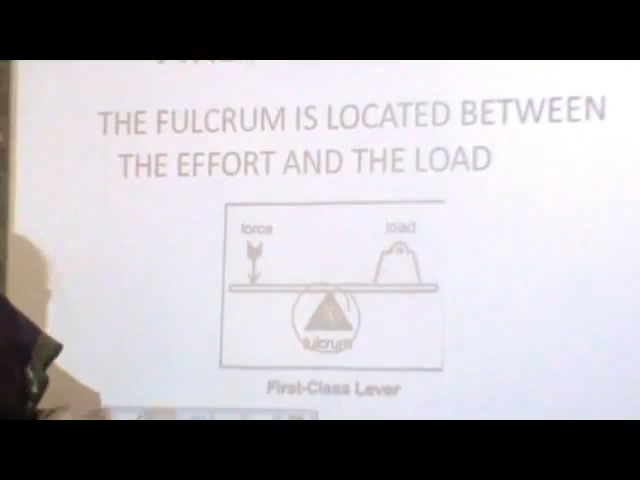 THE FULCRUM IS LOCATED BETWEEN
THE EFFORT AND THE LOAD
force
load
fulcrum
First-Class Lever